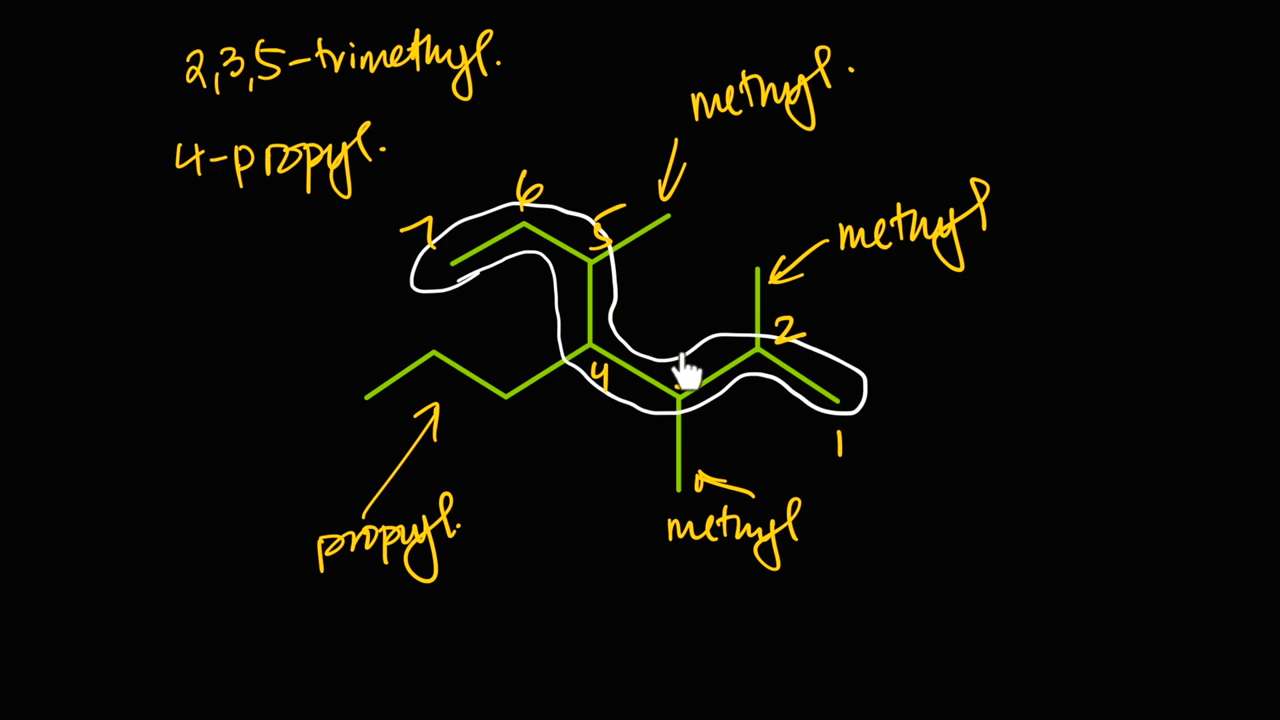 2,3,5-trimethyl.
methyl.
4-propyl.
6
7
5
methyl
2
4
1
propyl.
methyl